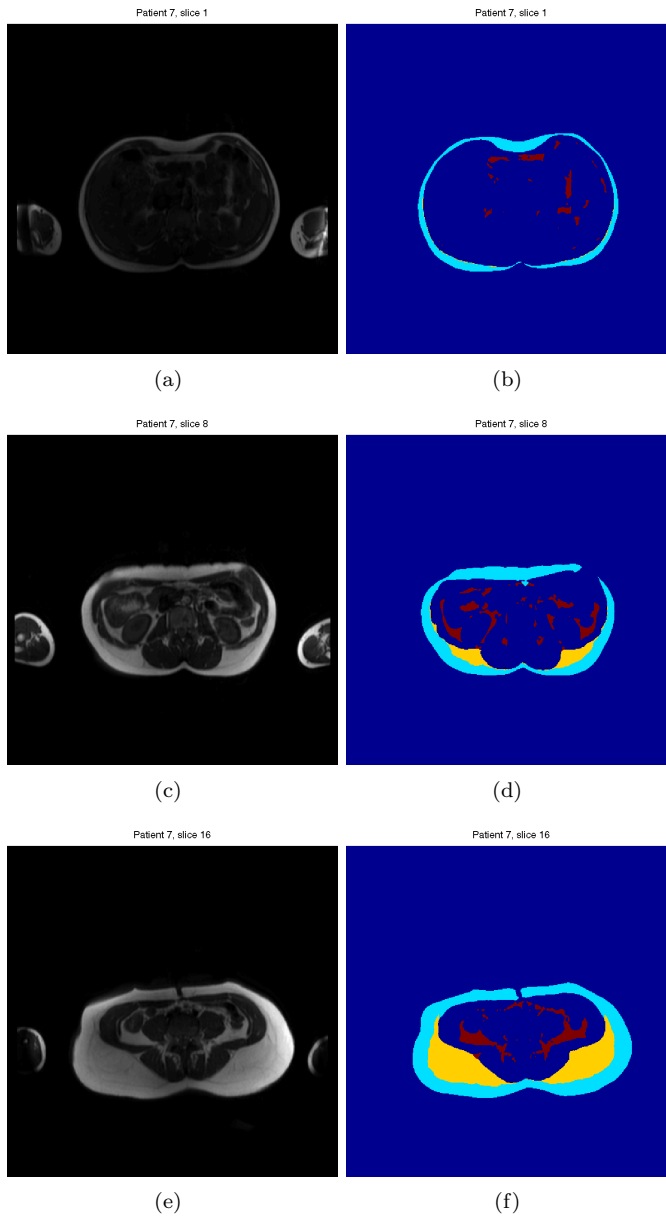 Patient 7, slice 1
Patient 7, slice 1
(a)
(b)
Patient 7, slice 8
Patient 7, slice 8
(c)
(d)
Patient 7, slice 16
Patient 7, slice 16
(e)
(f)